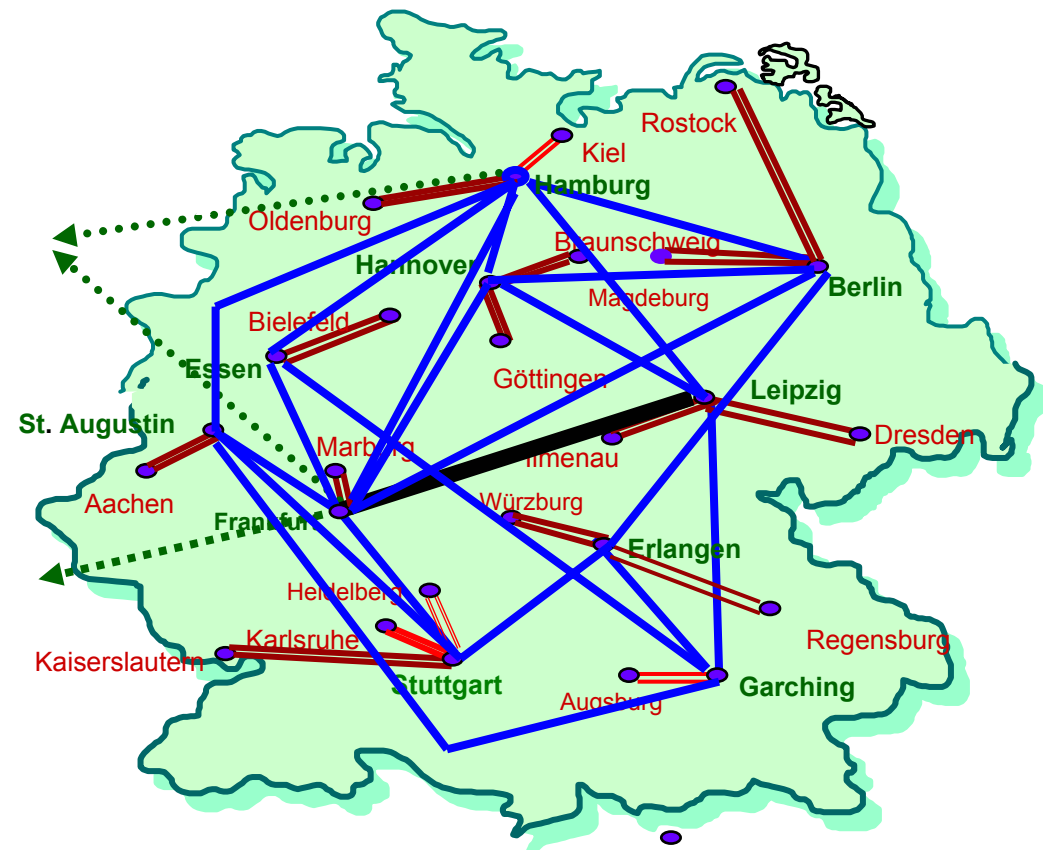 Rostock
Kiel
Hamburg
Oldenburg
Braunschweig
Hannover
Berlin
Magdeburg
Bielefeld
Essen
Göttingen
Leipzig
St. Augustin
Dresden
Marburg
Ilmenau
Aachen
Würzburg
Frankfurt
Erlangen
Heidelberg
Karlsruhe
Regensburg
Kaiserslautern
Stuttgart
Garching
Augsburg